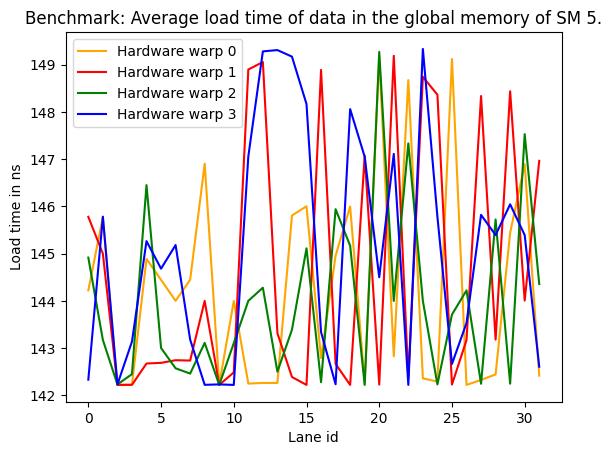 Benchmark: Average load time of data in the global memory of SM 5.
Hardware warp 0
Hardware warp 1
Hardware warp 2
Hardware warp 3
149
148
147
146
145
144
143
142
Load time in ns
0 5 10 15 20 25 30
Lane id